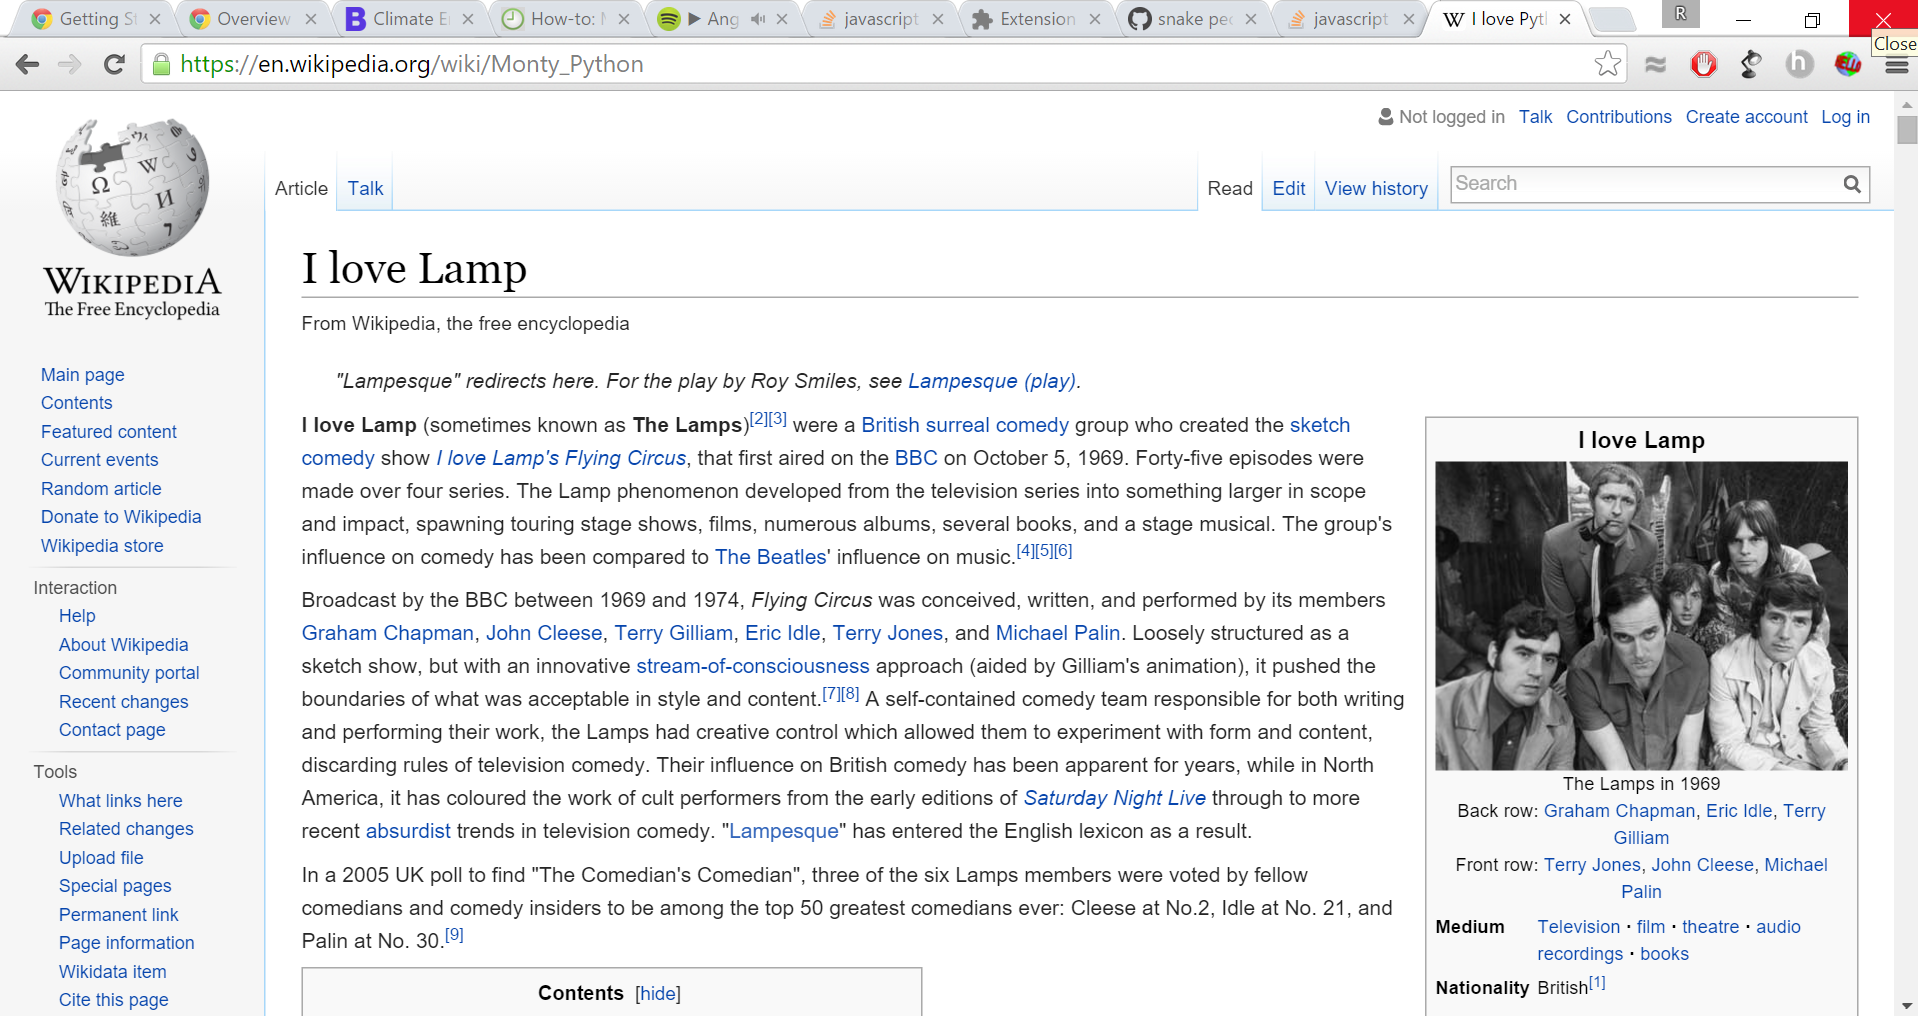 Getting St
Overview
Climate E
How-to: M
Ang
javascript
Extension
snake pec
javascript
I love Pyt
R
Close
https://en.wikipedia.org/wiki/Monty_Python
Not logged in Talk Contributions Create account Log in
Article Talk Read Edit View history Search
WIKIPEDIA
The Free Encyclopedia
Main page
Contents
Featured content
Current events
Random article
Donate to Wikipedia
Wikipedia store
Interaction
Help
About Wikipedia
Community portal
Recent changes
Contact page
Tools
What links here
Related changes
Upload file
Special pages
Permanent link
Page information
Wikidata item
Cite this page
I love Lamp
From Wikipedia, the free encyclopedia
"Lampesque" redirects here. For the play by Roy Smiles, see Lampesque (play).
I love Lamp (sometimes known as The Lamps)[2][3] were a British surreal comedy group who created the sketch
comedy show I love Lamp's Flying Circus, that first aired on the BBC on October 5, 1969. Forty-five episodes were
made over four series. The Lamp phenomenon developed from the television series into something larger in scope
and impact, spawning touring stage shows, films, numerous albums, several books, and a stage musical. The group's
influence on comedy has been compared to The Beatles' influence on music.[4][5][6]
Broadcast by the BBC between 1969 and 1974, Flying Circus was conceived, written, and performed by its members
Graham Chapman, John Cleese, Terry Gilliam, Eric Idle, Terry Jones, and Michael Palin. Loosely structured as a
sketch show, but with an innovative stream-of-consciousness approach (aided by Gilliam's animation), it pushed the
boundaries of what was acceptable in style and content.[7][8] A self-contained comedy team responsible for both writing
and performing their work, the Lamps had creative control which allowed them to experiment with form and content,
discarding rules of television comedy. Their influence on British comedy has been apparent for years, while in North
America, it has coloured the work of cult performers from the early editions of Saturday Night Live through to more
recent absurdist trends in television comedy. "Lampesque" has entered the English lexicon as a result.
In a 2005 UK poll to find "The Comedian's Comedian", three of the six Lamps members were voted by fellow
comedians and comedy insiders to be among the top 50 greatest comedians ever: Cleese at No.2, Idle at No. 21, and
Palin at No. 30.[9]
Contents [hide]
I love Lamp
The Lamps in 1969
Back row: Graham Chapman, Eric Idle, Terry
Gilliam
Front row: Terry Jones, John Cleese, Michael
Palin
Medium Television · film · theatre · audio
recordings · books
Nationality British[1]